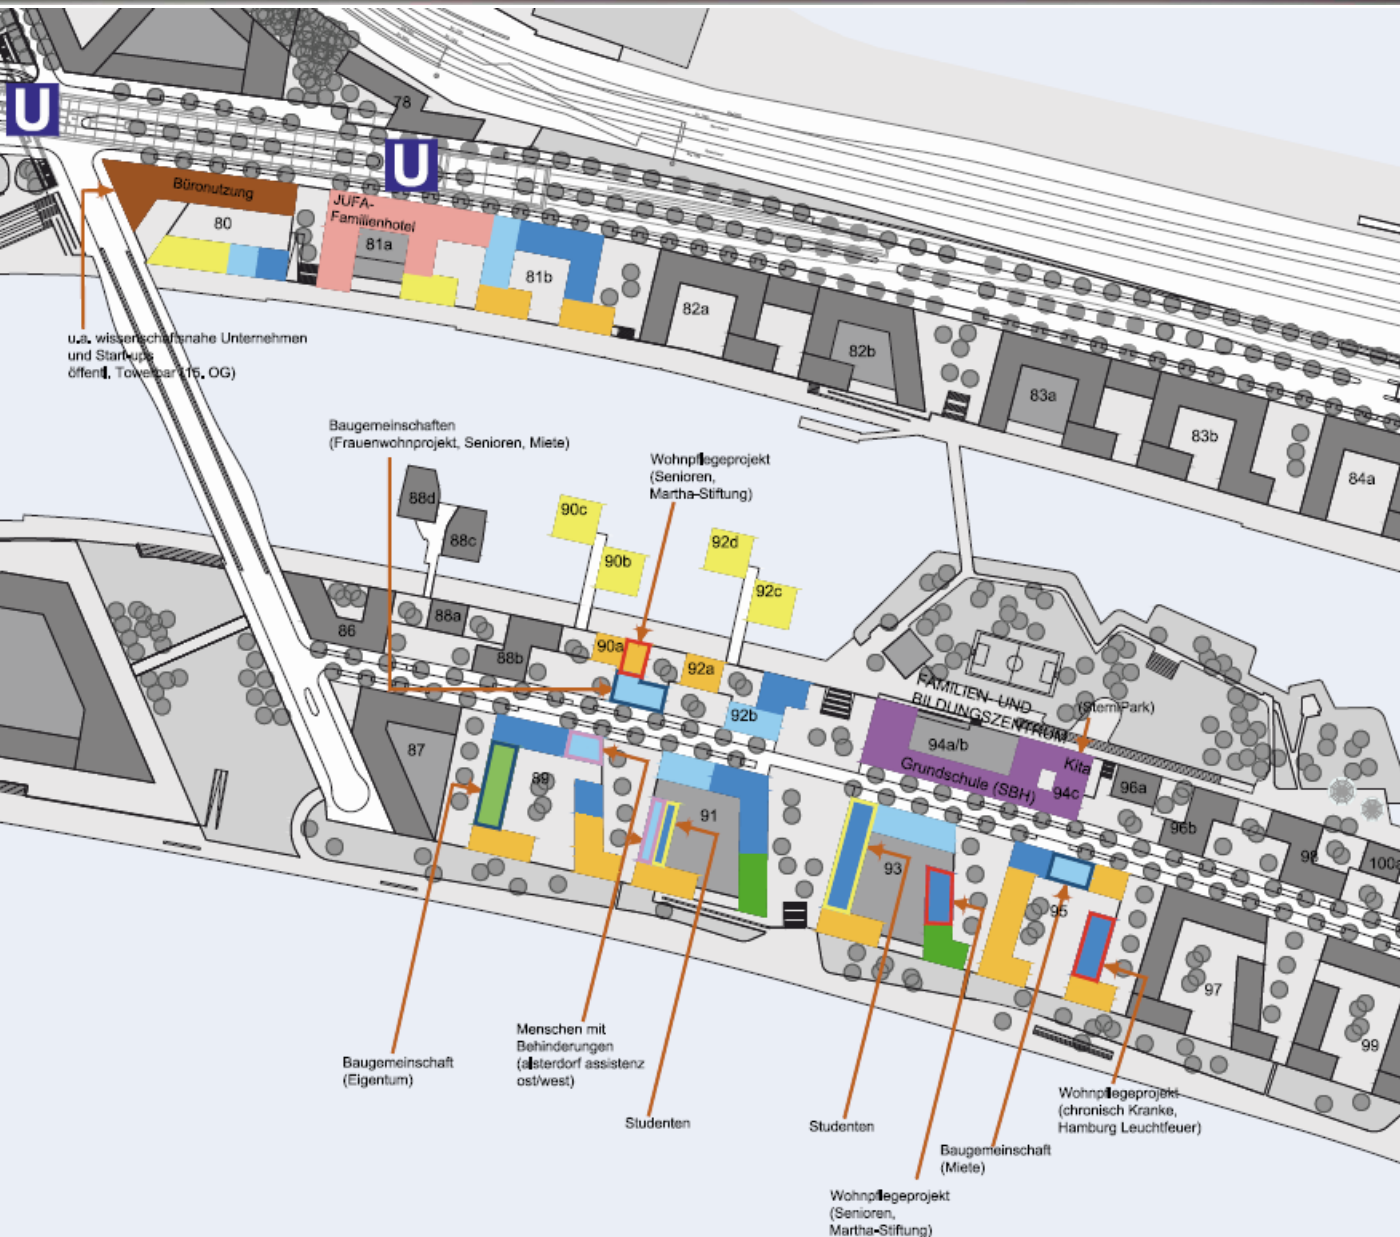 78
U
U
Büronutzung
80
JUFA-
Familienhotel
81a
81b
82a
82b
83a
83b
84a
u.a. wissenschaftsnahe Unternehmen
und Start-ups
öffentl. Towerbar (15. OG)
Baugemeinschaften
(Frauenwohnprojekt, Senioren, Miete)
Wohnpflegeprojekt
(Senioren,
Martha-Stiftung)
88d
88c
90c
90b
92d
92c
86
88a
88b
90a
92a
92b
FAMILIEN- UND
BILDUNGSZENTRUM
(SterniPark)
94a/b
Grundschule (SBH)
Kita
94c
96a
96b
98
100a
87
89
91
93
95
97
99
Baugemeinschaft
(Eigentum)
Menschen mit
Behinderungen
(alsterdorf assistenz
ost/west)
Studenten
Studenten
Wohnpflegeprojekt
(chronisch Kranke,
Hamburg Leuchtfeuer)
Baugemeinschaft
(Miete)
Wohnpflegeprojekt
(Senioren,
Martha-Stiftung)